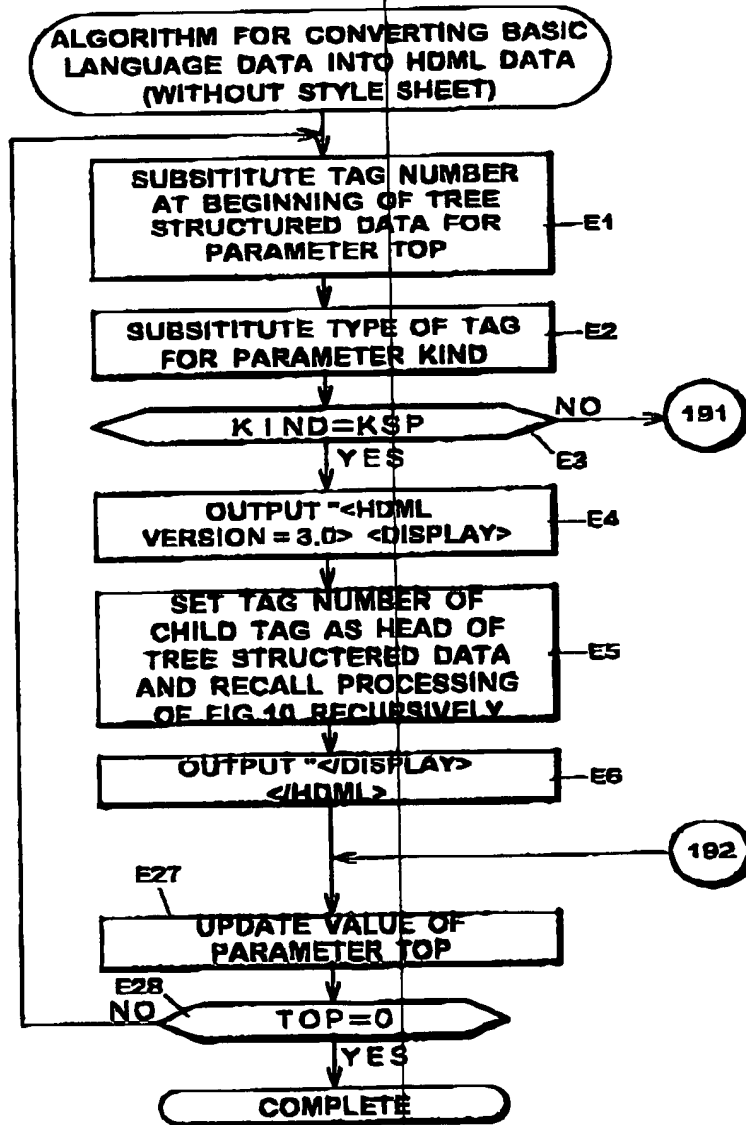 ALGORITHM FOR CONVERTING BASIC
LANGUAGE DATA INTO HDML DATA
(WITHOUT STYLE SHEET)
SUBSITITUTE TAG NUMBER
AT BEGINNING OF TREE
STRUCTURED DATA FOR
PARAMETER TOP
E1
SUBSITITUTE TYPE OF TAG
FOR PARAMETER KIND
E2
KIND=KSP
NO
191
E3
YES
OUTPUT "<HDML
VERSION = 3.0> <DISPLAY>
E4
SET TAG NUMBER OF
CHILD TAG AS HEAD OF
TREE STRUCTERED DATA
AND RECALL PROCESSING
OF FIG.10 RECURSIVELY
E5
OUTPUT "</DISPLAY>
</HDML>
E6
192
E27
UPDATE VALUE OF
PARAMETER TOP
E28
NO
TOP=0
YES
COMPLETE